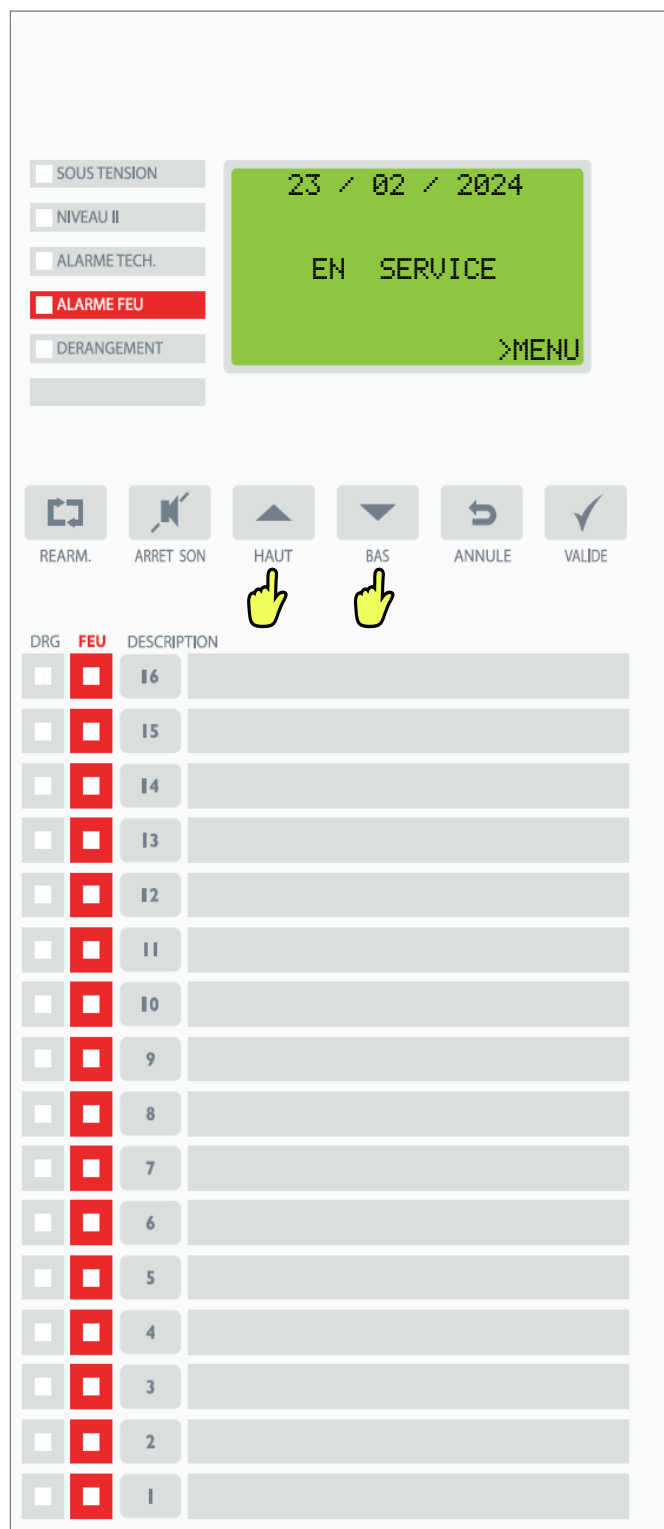 SOUS TENSION
NIVEAU II
ALARME TECH.
ALARME FEU
DERANGEMENT
23 / 02 / 2024
EN SERVICE
>MENU
REARM. ARRET SON HAUT BAS ANNULE VALIDE
DRG FEU DESCRIPTION
16
15
14
13
12
11
10
9
8
7
6
5
4
3
2
1